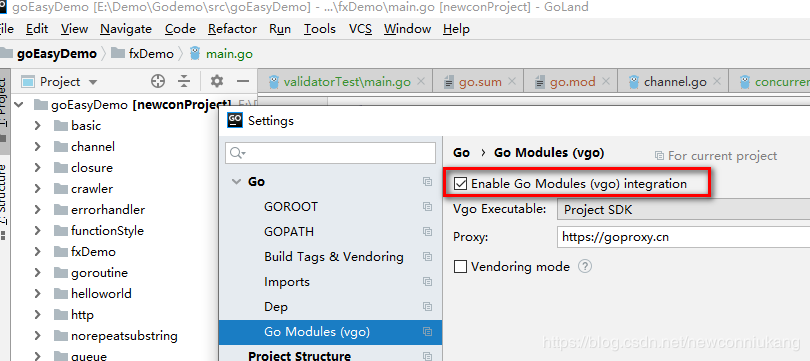 GO goEasyDemo [E:\Demo\Godemo\src\goEasyDemo] - ...\fxDemo\main.go [newconProject] - GoLand
File Edit View Navigate Code Refactor Run Tools VCS Window Help
goEasyDemo fxDemo main.go
Project validatorTest\main.go go.sum go.mod channel.go concurre
1: Project
goEasyDemo [newconProject]
basic
channel
closure
crawler
errorhandler
functionStyle
fxDemo
goroutine
helloworld
http
norepeatsubstring
queue
Structure
GO Settings
Go
GOROOT
GOPATH
Build Tags & Vendoring
Imports
Dep
Go Modules (vgo)
Project Structure
Go › Go Modules (vgo) For current project
Enable Go Modules (vgo) integration
Vgo Executable: Project SDK
Proxy: https://goproxy.cn
Vendoring mode ?
https://blog.csdn.net/newconniukang